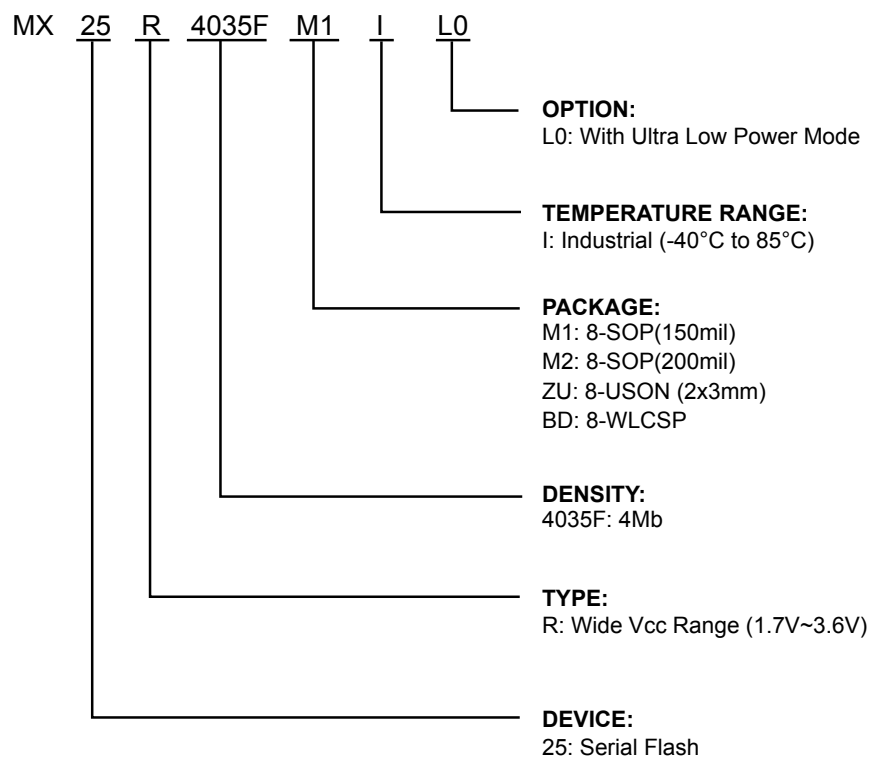 MX 25 R 4035F M1 I L0
OPTION:
L0: With Ultra Low Power Mode
TEMPERATURE RANGE:
I: Industrial (-40°C to 85°C)
PACKAGE:
M1: 8-SOP(150mil)
M2: 8-SOP(200mil)
ZU: 8-USON (2x3mm)
BD: 8-WLCSP
DENSITY:
4035F: 4Mb
TYPE:
R: Wide Vcc Range (1.7V~3.6V)
DEVICE:
25: Serial Flash